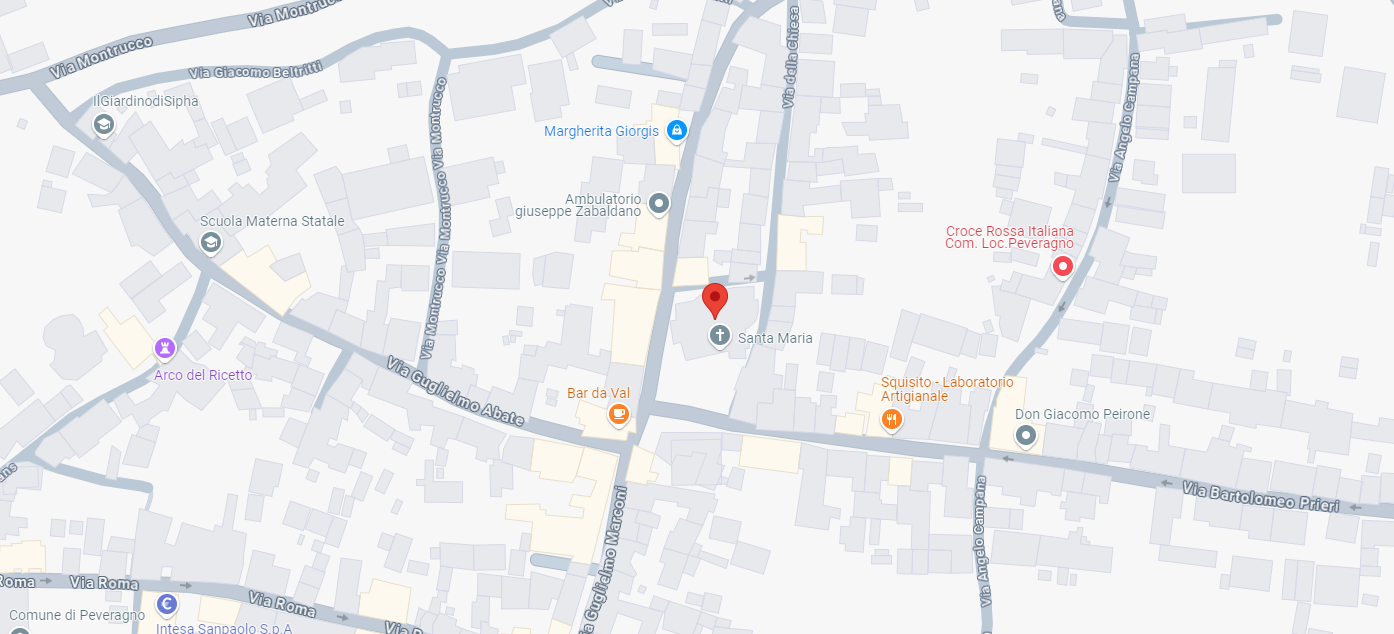 Via Montrucco
Via Montrucco
Via Giacomo Beltritti
IlGiardinodiSipha
Via Montrucco
Via Montrucco
Via Montrucco
Via della Chiesa
Via Angelo Campana
Margherita Giorgis
Ambulatorio
giuseppe Zabaldano
Scuola Materna Statale
Croce Rossa Italiana
Com. Loc.Peveragno
Santa Maria
Arco del Ricetto
Via Guglielmo Abate
Bar da Val
Squisito - Laboratorio
Artigianale
Don Giacomo Peirone
Via Bartolomeo Prieri
Via Angelo Campana
Via Guglielmo Marconi
Roma
Via Roma
Via Roma
Comune di Peveragno
Intesa Sanpaolo S.p.A